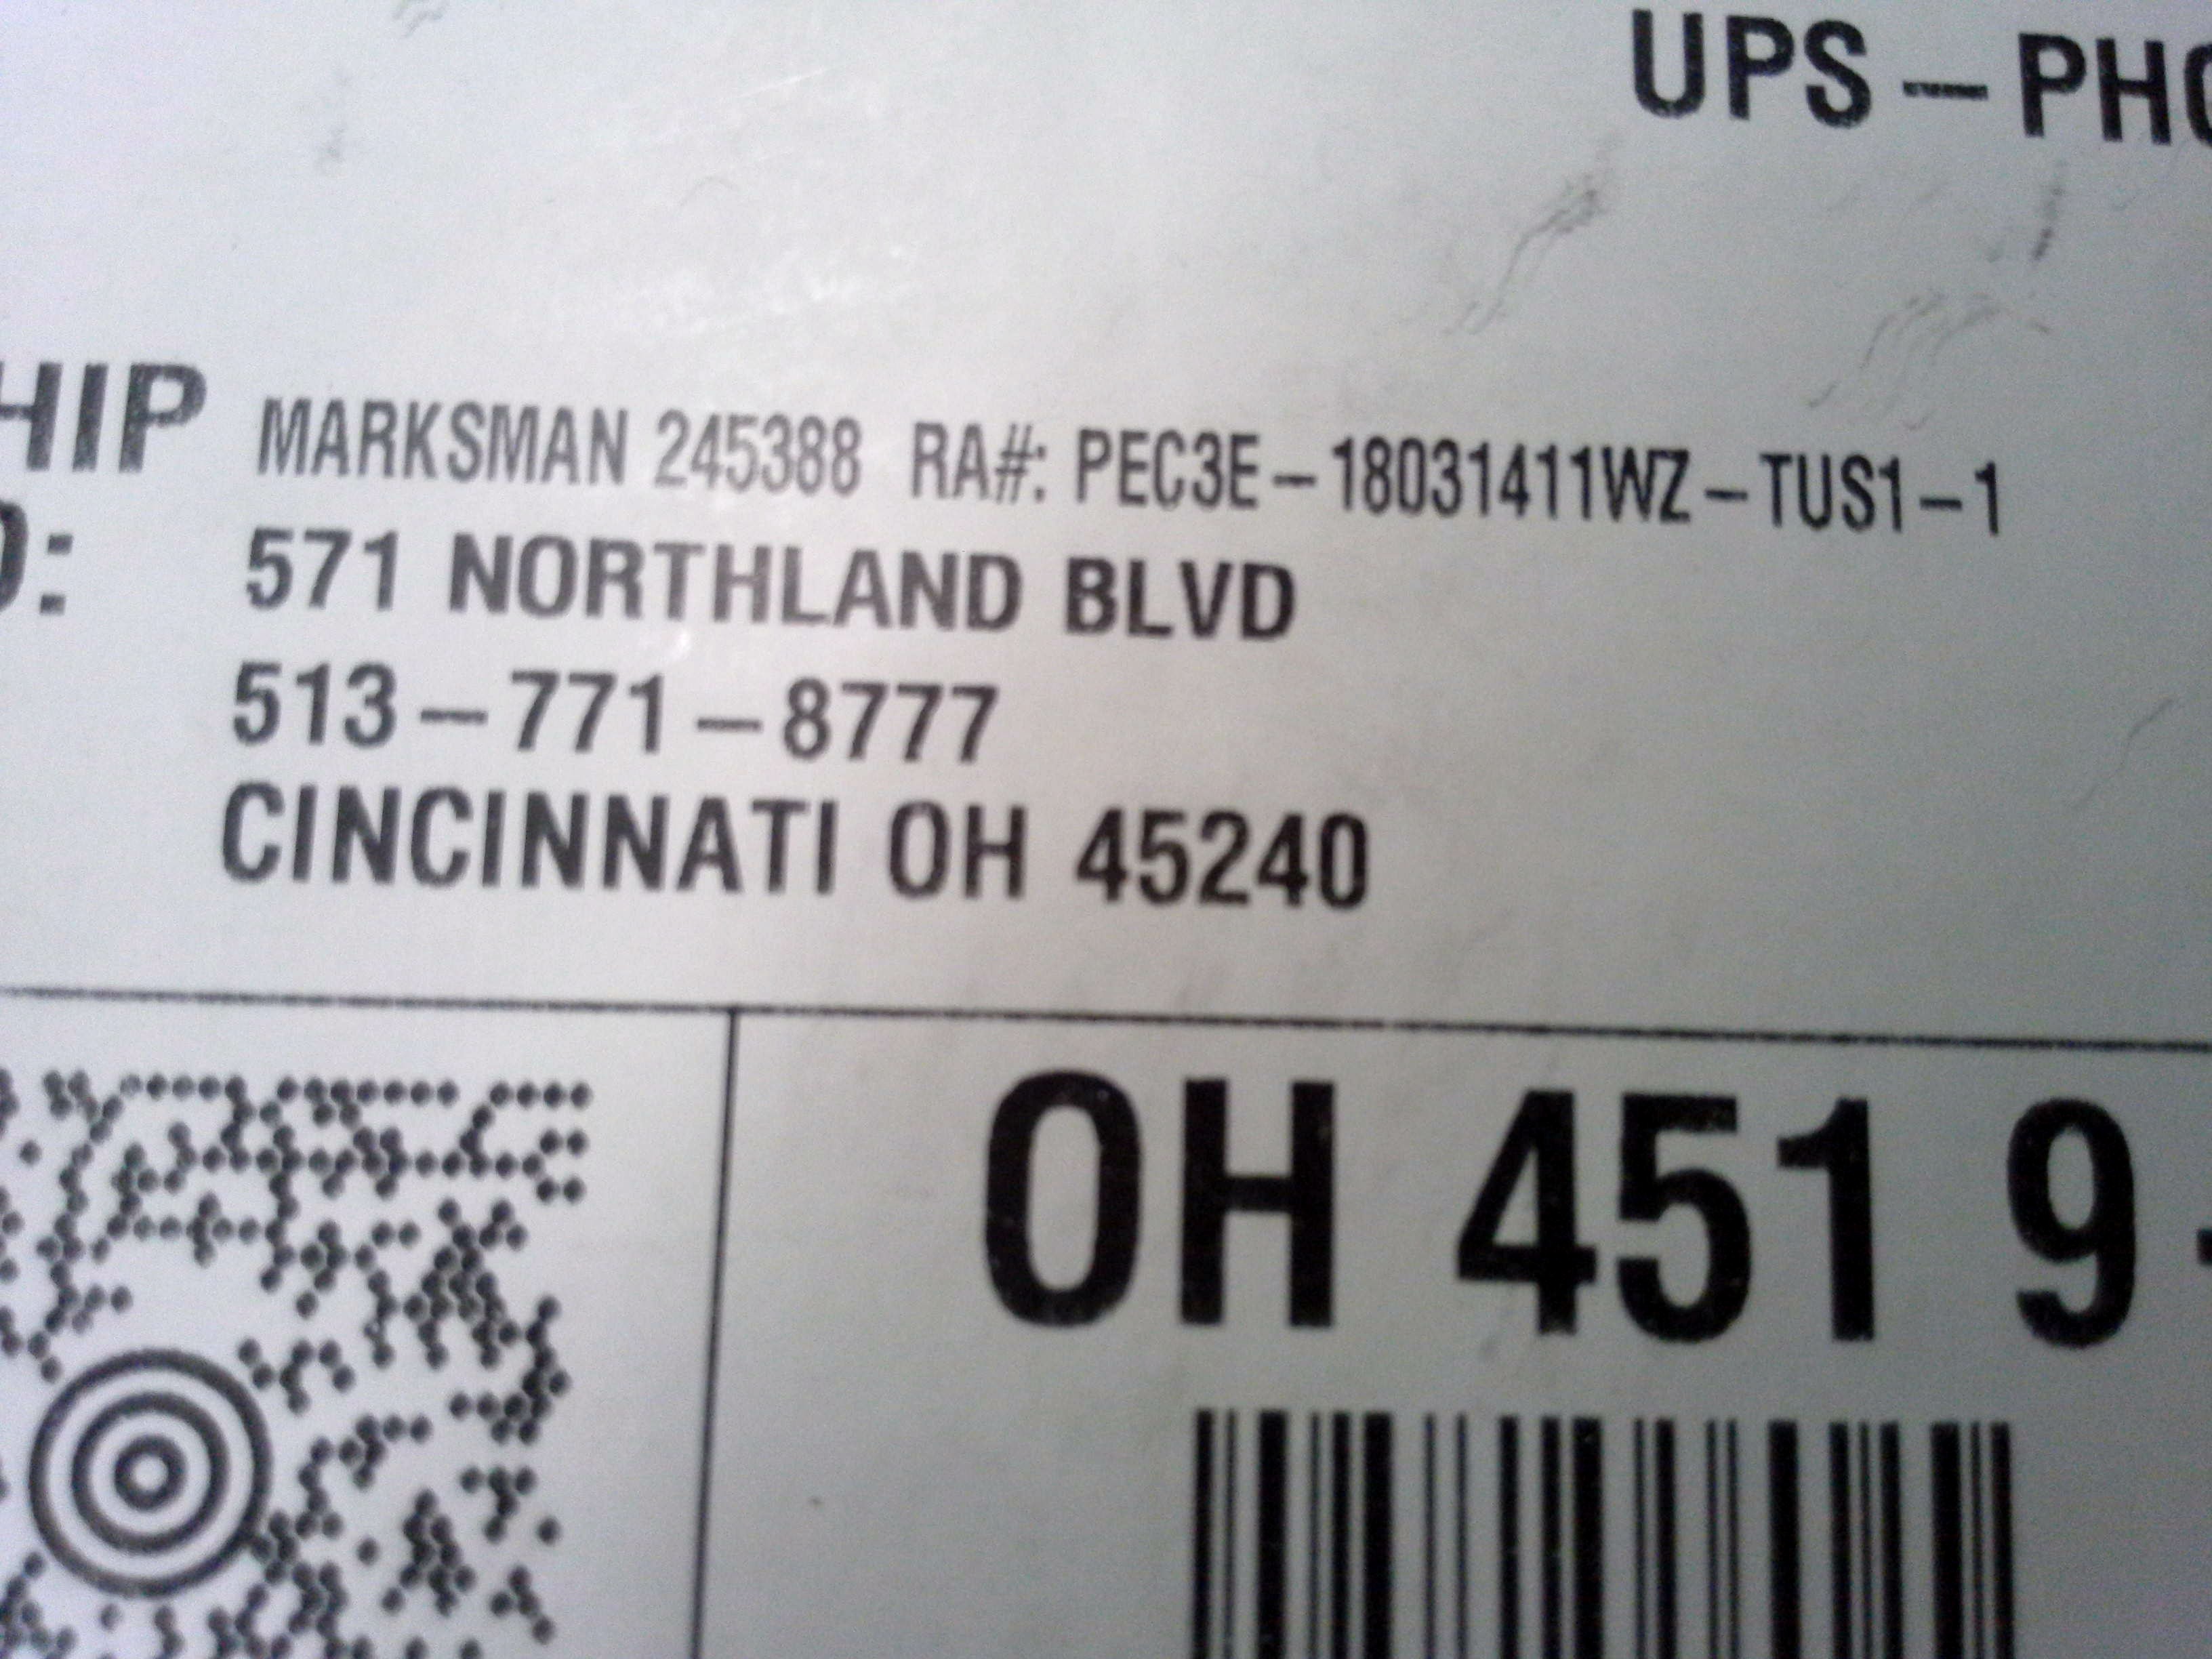 UPS - PHO
HIP MARKSMAN 245388 RA#: PEC3E-18031411WZ-TUS1-1
O: 571 NORTHLAND BLVD
513-771-8777
CINCINNATI OH 45240
OH 451 9 -